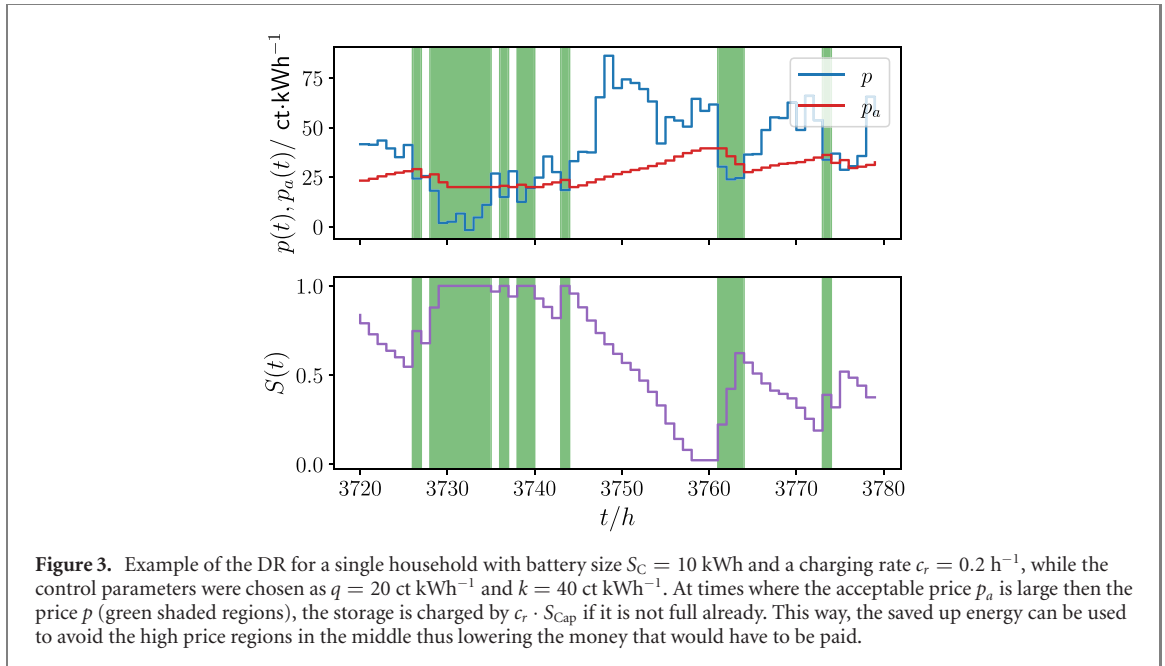 p(t), p_a(t)/ ct·kWh⁻¹
75
50
25
0
p
p_a
S(t)
1.0
0.5
0.0
3720 3730 3740 3750 3760 3770 3780
t/h
Figure 3. Example of the DR for a single household with battery size S_C = 10 kWh and a charging rate c_r = 0.2 h⁻¹, while the
control parameters were chosen as q = 20 ct kWh⁻¹ and k = 40 ct kWh⁻¹. At times where the acceptable price p_a is large then the
price p (green shaded regions), the storage is charged by c_r · S_Cap if it is not full already. This way, the saved up energy can be used
to avoid the high price regions in the middle thus lowering the money that would have to be paid.